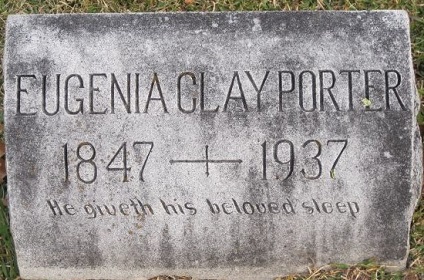 EUGENIA CLAY PORTER
1847 + 1937
He giveth his beloved sleep